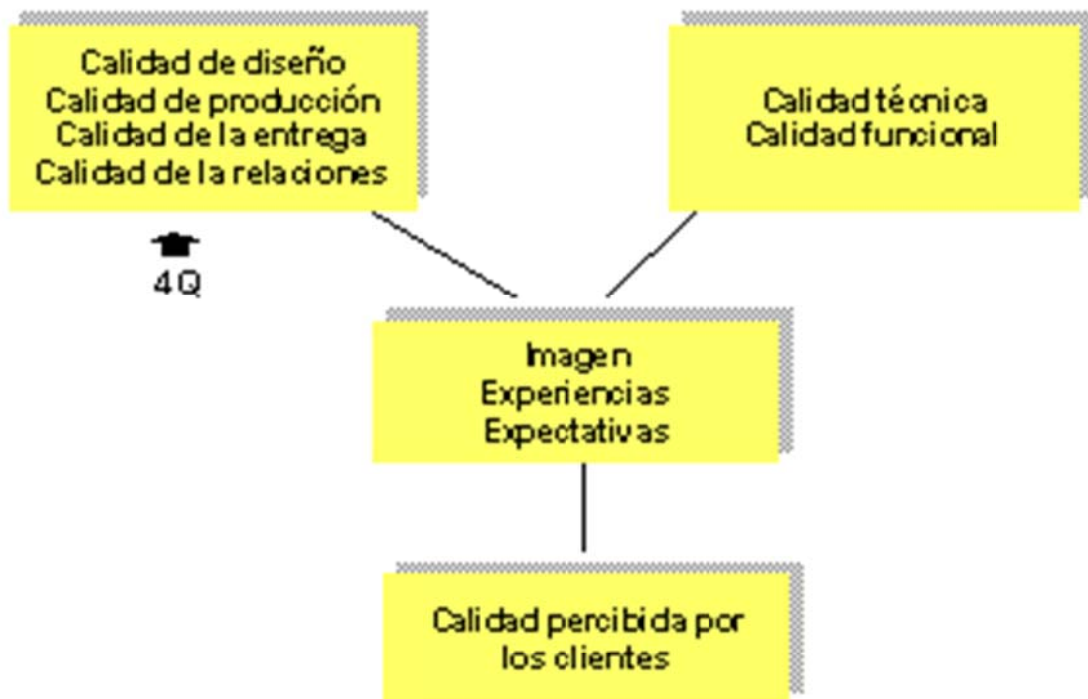 Calidad de diseño
Calidad de producción
Calidad de la entrega
Calidad de la relaciones
4Q
Calidad técnica
Calidad funcional
Imagen
Experiencias
Expectativas
Calidad percibida por
los clientes